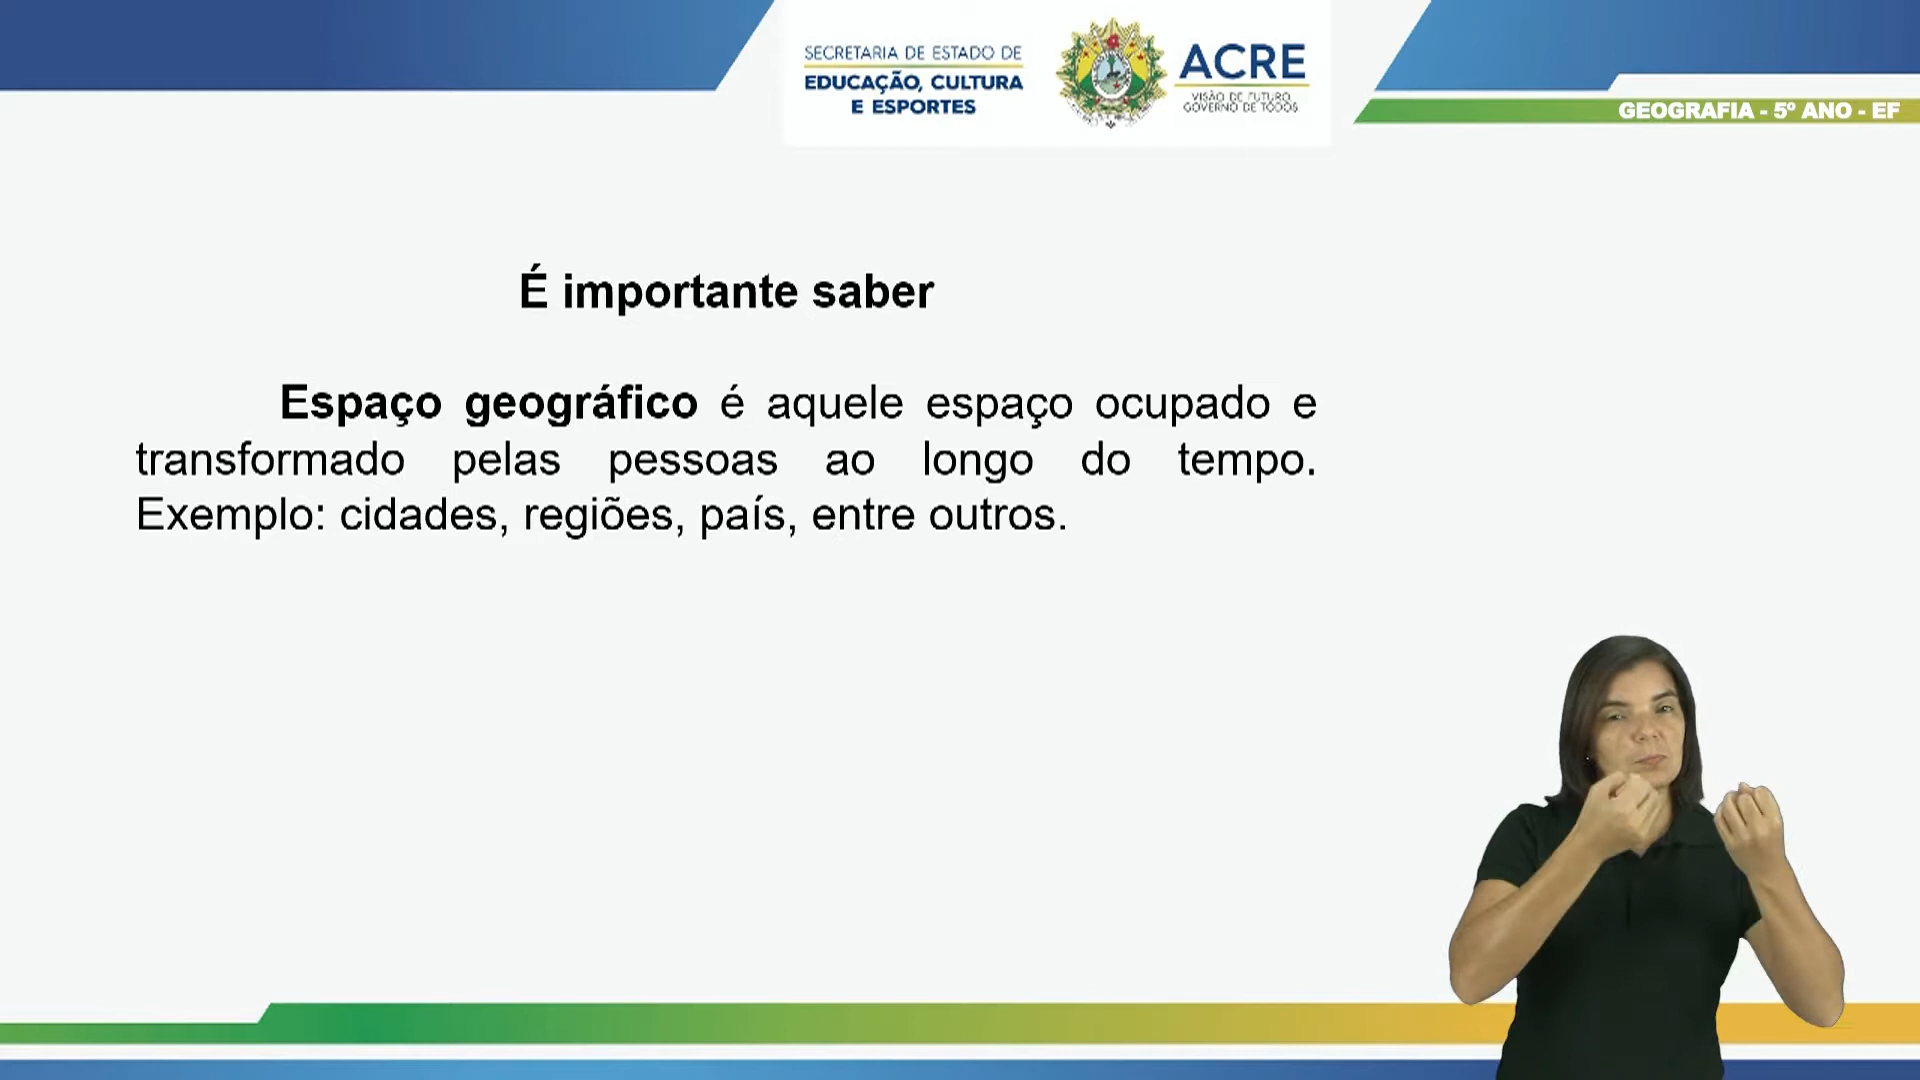 SECRETARIA DE ESTADO DE
EDUCAÇÃO, CULTURA
E ESPORTES
ACRE
VISÃO DE FUTURO,
GOVERNO DE TODOS
GEOGRAFIA - 5º ANO - EF
É importante saber
Espaço geográfico é aquele espaço ocupado e
transformado pelas pessoas ao longo do tempo.
Exemplo: cidades, regiões, país, entre outros.